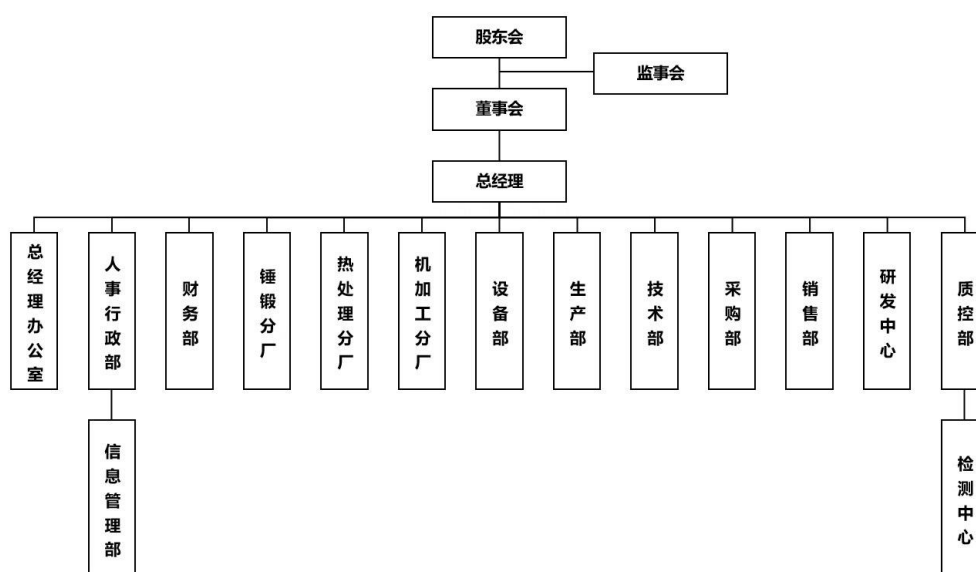 股东会
监事会
董事会
总经理
总经理办公室
人事行政部
财务部
锤锻分厂
热处理分厂
机加工分厂
设备部
生产部
技术部
采购部
销售部
研发中心
质控部
信息管理部
检测中心